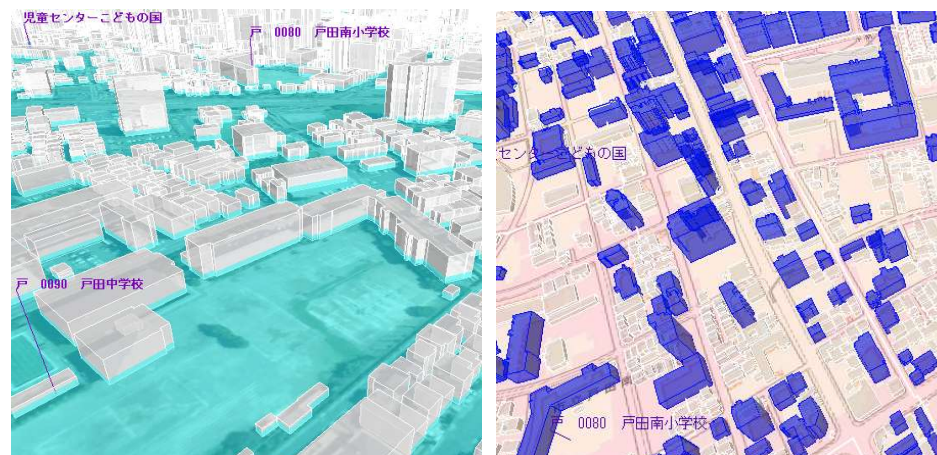 児童センターこどもの国
戸 0080 戸田南小学校
戸 0090 戸田中学校
センターこどもの国
戸 0080 戸田南小学校